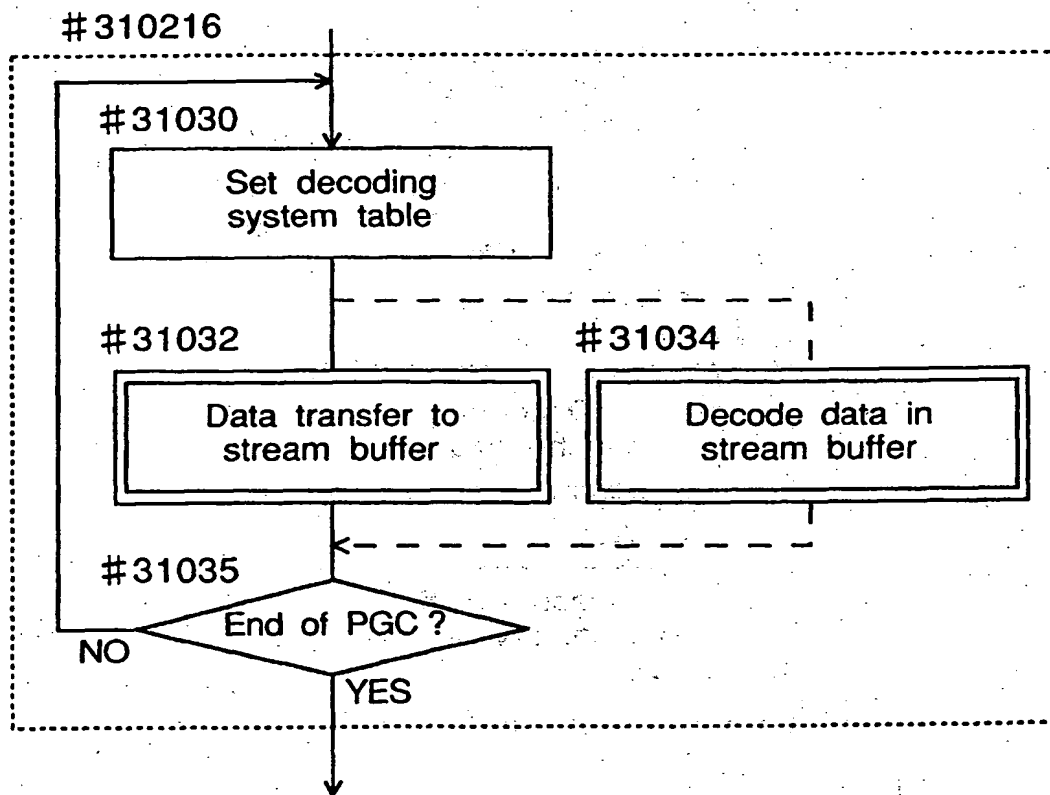 #310216
#31030
Set decoding
system table
#31032
#31034
Data transfer to
stream buffer
Decode data in
stream buffer
#31035
End of PGC?
NO
YES